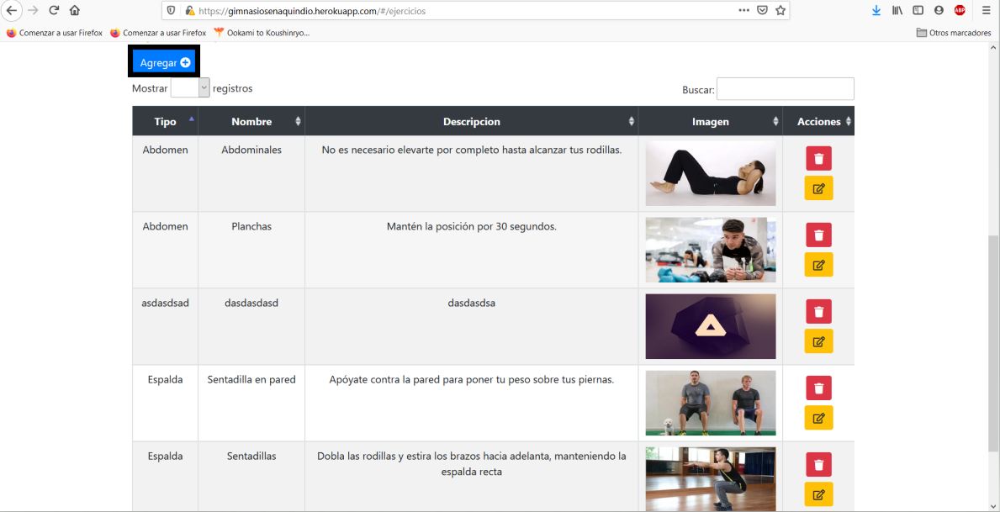 https://gimnasiosenaquindio.herokuapp.com/#/ejercicios
ABP
Comenzar a usar Firefox Comenzar a usar Firefox Ookami to Koushinryo... Otros marcadores
Agregar
Mostrar registros Buscar:
Tipo Nombre Descripcion Imagen Acciones
Abdomen Abdominales No es necesario elevarte por completo hasta alcanzar tus rodillas.
Abdomen Planchas Mantén la posición por 30 segundos.
asdasdsad dasdasdasd dasdasdsa
Espalda Sentadilla en pared Apóyate contra la pared para poner tu peso sobre tus piernas.
Espalda Sentadillas Dobla las rodillas y estira los brazos hacia adelante, manteniendo la
espalda recta